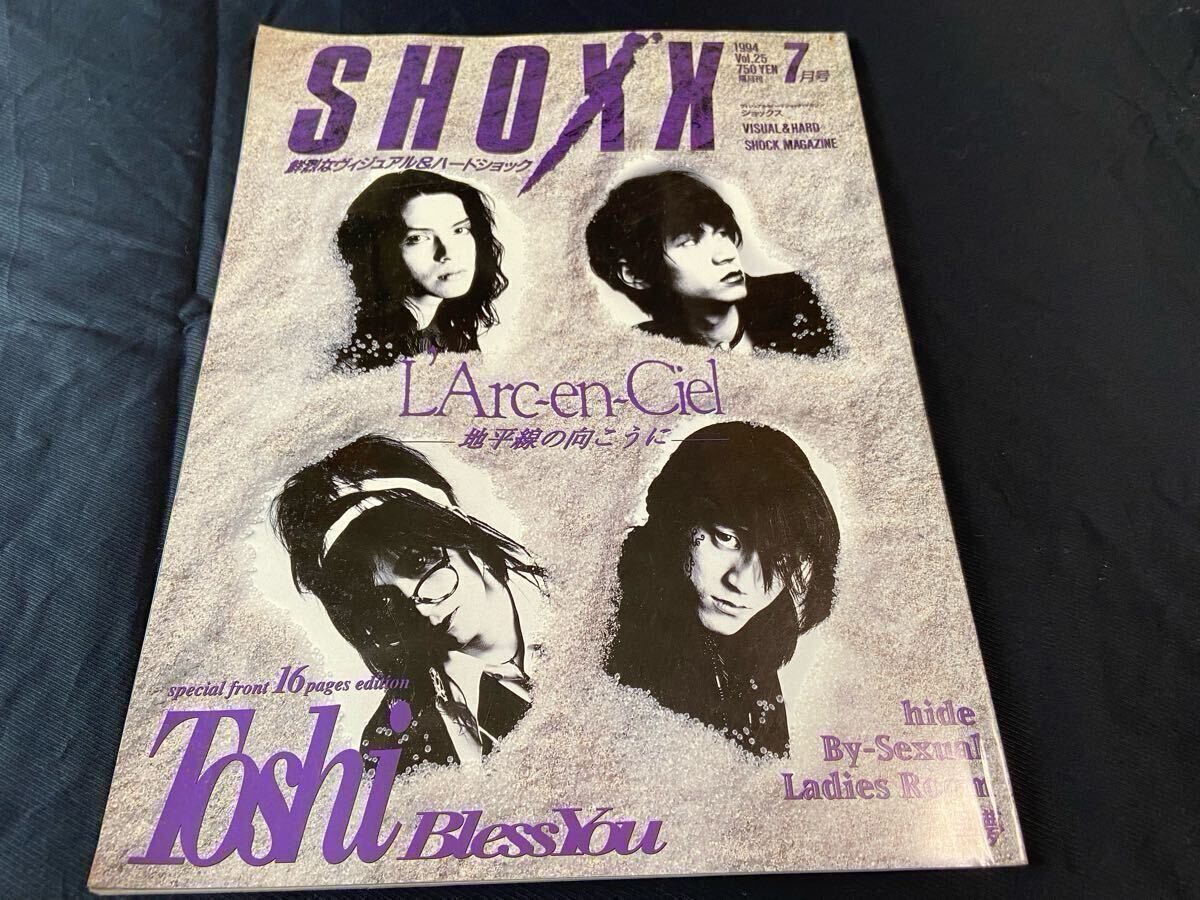 SHOXX
1994
Vol.25
750 YEN
隔月刊
7月号
ショックス
VISUAL & HARD
SHOCK MAGAZINE
鮮烈なヴィジュアル&ハードショック
L'Arc-en-Ciel
地平線の向こうに
special front 16 pages edition
Toshi
Bless You
hide
By-Sexual
Ladies Room